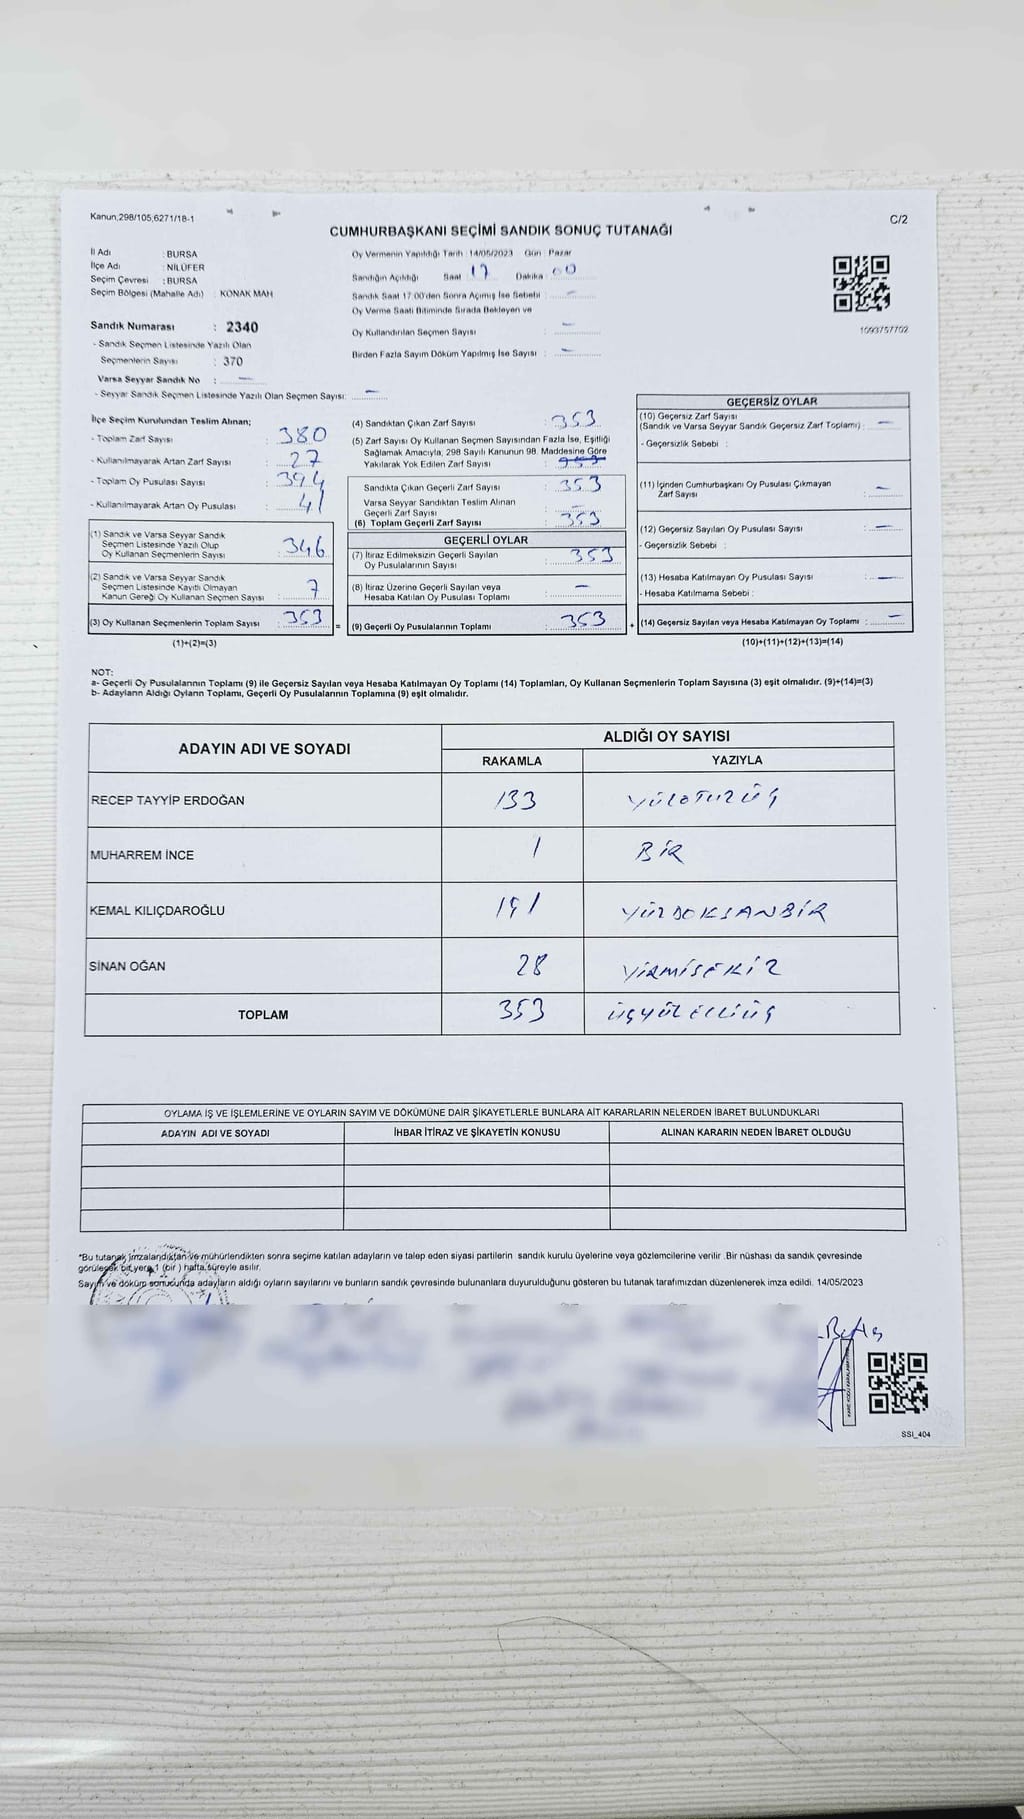 Kanun;298/105,6271/18-1
C/2
CUMHURBAŞKANI SEÇİMİ SANDIK SONUÇ TUTANAĞI
İl Adı : BURSA
İlçe Adı : NİLÜFER
Seçim Çevresi : BURSA
Seçim Bölgesi (Mahalle Adı) : KONAK MAH
Sandık Numarası : 2340
- Sandık Seçmen Listesinde Yazılı Olan
Seçmenlerin Sayısı : 370
Varsa Seyyar Sandık No : —
- Seyyar Sandık Seçmen Listesinde Yazılı Olan Seçmen Sayısı: —
Oy Vermenin Yapıldığı Tarih : 14/05/2023 Gün : Pazar
Sandığın Açıldığı Saat 17 Dakika : 00
Sandık Saat 17:00'den Sonra Açımış İse Sebebi : —
Oy Verme Saati Bitiminde Sırada Bekleyen ve
Oy Kullandırılan Seçmen Sayısı : —
Birden Fazla Sayım Döküm Yapılmış İse Sayısı : —
1093757702
İlçe Seçim Kurulundan Teslim Alınan;
- Toplam Zarf Sayısı : 380
- Kullanılmayarak Artan Zarf Sayısı : 27
- Toplam Oy Pusulası Sayısı : 394
- Kullanılmayarak Artan Oy Pusulası : 41
(1) Sandık ve Varsa Seyyar Sandık
Seçmen Listesinde Yazılı Olup
Oy Kullanan Seçmenlerin Sayısı : 346
(2) Sandık ve Varsa Seyyar Sandık
Seçmen Listesinde Kayıtlı Olmayan
Kanun Gereği Oy Kullanan Seçmen Sayısı : 7
(3) Oy Kullanan Seçmenlerin Toplam Sayısı : 353
(1)+(2)=(3)
=
(4) Sandıktan Çıkan Zarf Sayısı : 353
(5) Zarf Sayısı Oy Kullanan Seçmen Sayısından Fazla İse, Eşitliği
Sağlamak Amacıyla, 298 Sayılı Kanunun 98. Maddesine Göre
Yakılarak Yok Edilen Zarf Sayısı :
Sandıkta Çıkan Geçerli Zarf Sayısı : 353
Varsa Seyyar Sandıktan Teslim Alınan
Geçerli Zarf Sayısı : —
(6) Toplam Geçerli Zarf Sayısı : 353
GEÇERLİ OYLAR
(7) İtiraz Edilmeksizin Geçerli Sayılan
Oy Pusulalarının Sayısı : 353
(8) İtiraz Üzerine Geçerli Sayılan veya
Hesaba Katılan Oy Pusulası Toplamı : —
(9) Geçerli Oy Pusulalarının Toplamı : 353
+
GEÇERSİZ OYLAR
(10) Geçersiz Zarf Sayısı
(Sandık ve Varsa Seyyar Sandık Geçersiz Zarf Toplamı) : —
- Geçersizlik Sebebi :
(11) İçinden Cumhurbaşkanı Oy Pusulası Çıkmayan
Zarf Sayısı : —
(12) Geçersiz Sayılan Oy Pusulası Sayısı : —
- Geçersizlik Sebebi :
(13) Hesaba Katılmayan Oy Pusulası Sayısı : —
- Hesaba Katılmama Sebebi :
(14) Geçersiz Sayılan veya Hesaba Katılmayan Oy Toplamı : —
(10)+(11)+(12)+(13)=(14)
NOT:
a- Geçerli Oy Pusulalarının Toplamı (9) ile Geçersiz Sayılan veya Hesaba Katılmayan Oy Toplamı (14) Toplamları, Oy Kullanan Seçmenlerin Toplam Sayısına (3) eşit olmalıdır. (9)+(14)=(3)
b- Adayların Aldığı Oyların Toplamı, Geçerli Oy Pusulalarının Toplamına (9) eşit olmalıdır.
ADAYIN ADI VE SOYADI ALDIĞI OY SAYISI
RAKAMLA YAZIYLA
RECEP TAYYİP ERDOĞAN 133 YÜZOTUZÜÇ
MUHARREM İNCE 1 BİR
KEMAL KILIÇDAROĞLU 191 YÜZDOKSANBİR
SİNAN OĞAN 28 YİRMİSEKİZ
TOPLAM 353 ÜÇYÜZELLİÜÇ
OYLAMA İŞ VE İŞLEMLERİNE VE OYLARIN SAYIM VE DÖKÜMÜNE DAİR ŞİKAYETLERLE BUNLARA AİT KARARLARIN NELERDEN İBARET BULUNDUKLARI
ADAYIN ADI VE SOYADI İHBAR İTİRAZ VE ŞİKAYETİN KONUSU ALINAN KARARIN NEDEN İBARET OLDUĞU
*Bu tutanak imzalandıktan ve mühürlendikten sonra seçime katılan adayların ve talep eden siyasi partilerin sandık kurulu üyelerine veya gözlemcilerine verilir .Bir nüshası da sandık çevresinde
görülecek bir yere 1 (bir ) hafta süreyle asılır.
Sayım ve döküm sonucunda adayların aldığı oyların sayılarını ve bunların sandık çevresinde bulunanlara duyurulduğunu gösteren bu tutanak tarafımızdan düzenlenerek imza edildi. 14/05/2023
SSI_404